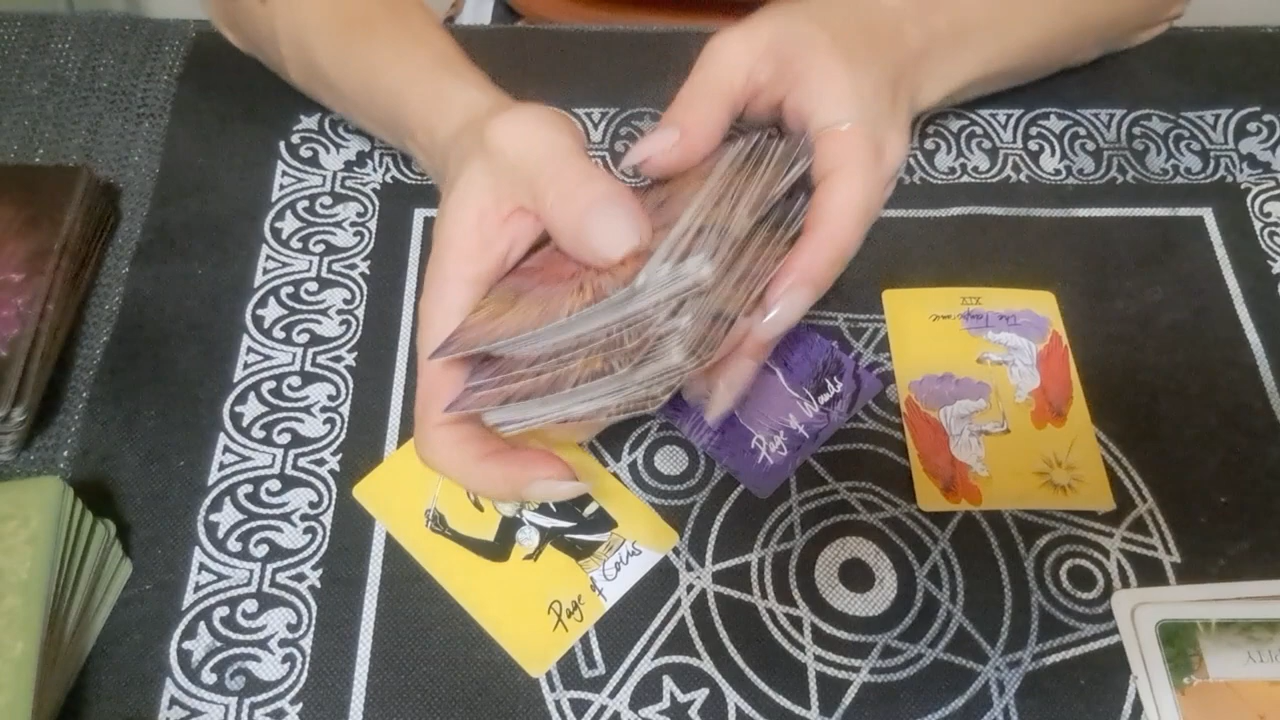 XIV
The Temperance
Page of Wands
Page of Coins